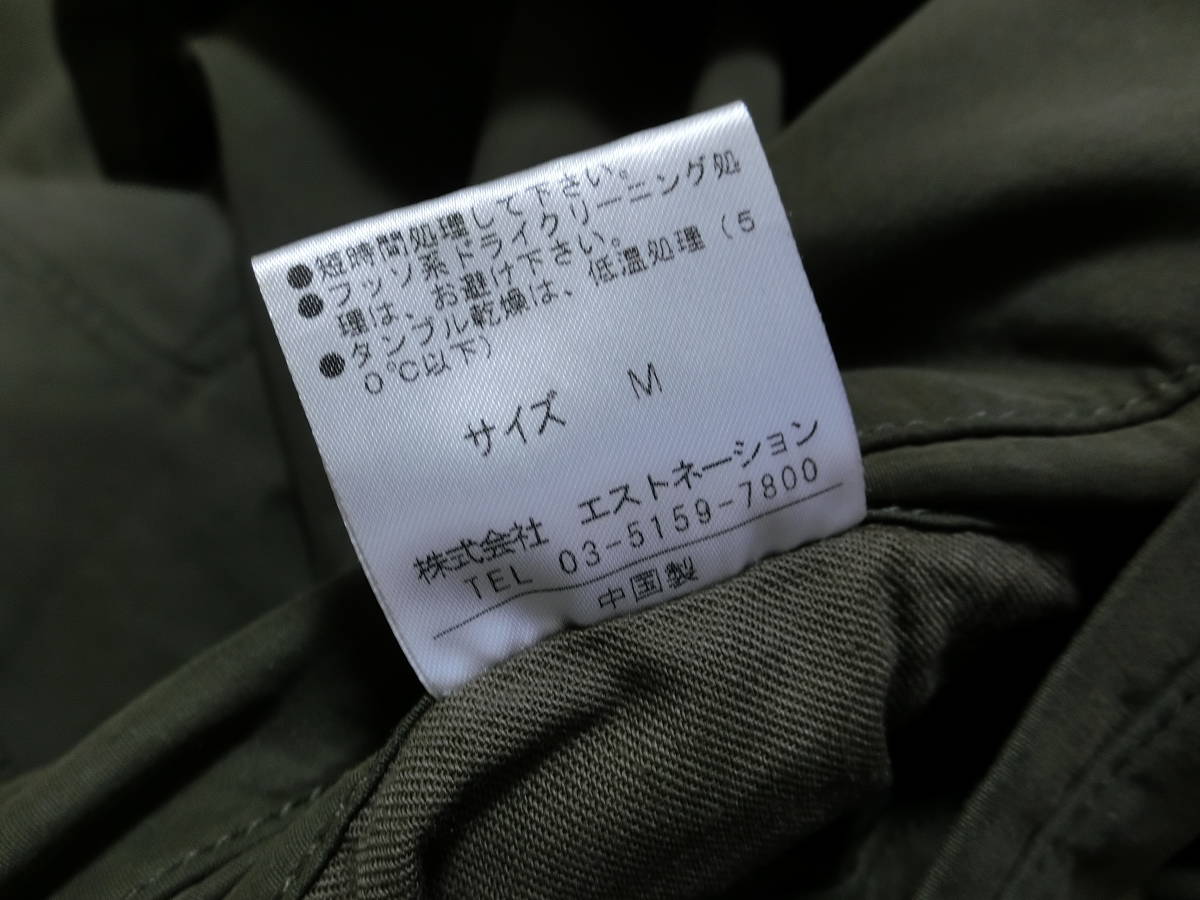 ●短時間処理して下さい。
●フッソ系ドライクリーニング処
理は、お避け下さい。
●タンブル乾燥は、低温処理(5
0℃以下)
サイズ M
株式会社 エストネーション
TEL 03-5159-7800
中国製